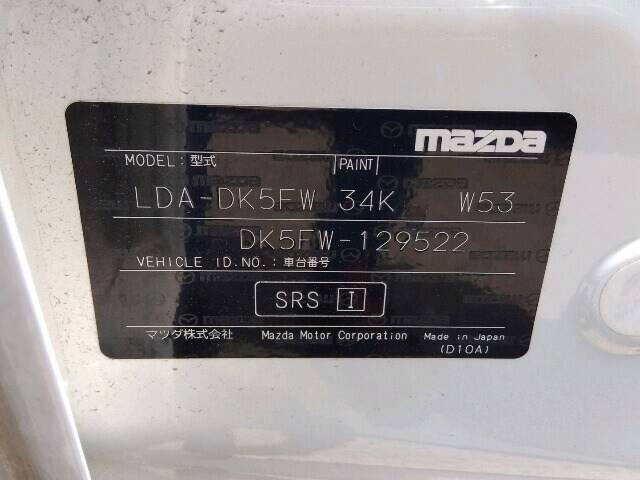 mazda
MODEL: 型式 PAINT
LDA-DK5FW 34K W53
DK5FW-129522
VEHICLE ID.NO.: 車台番号
SRS I
マツダ株式会社 Mazda Motor Corporation Made in Japan
(D10A)